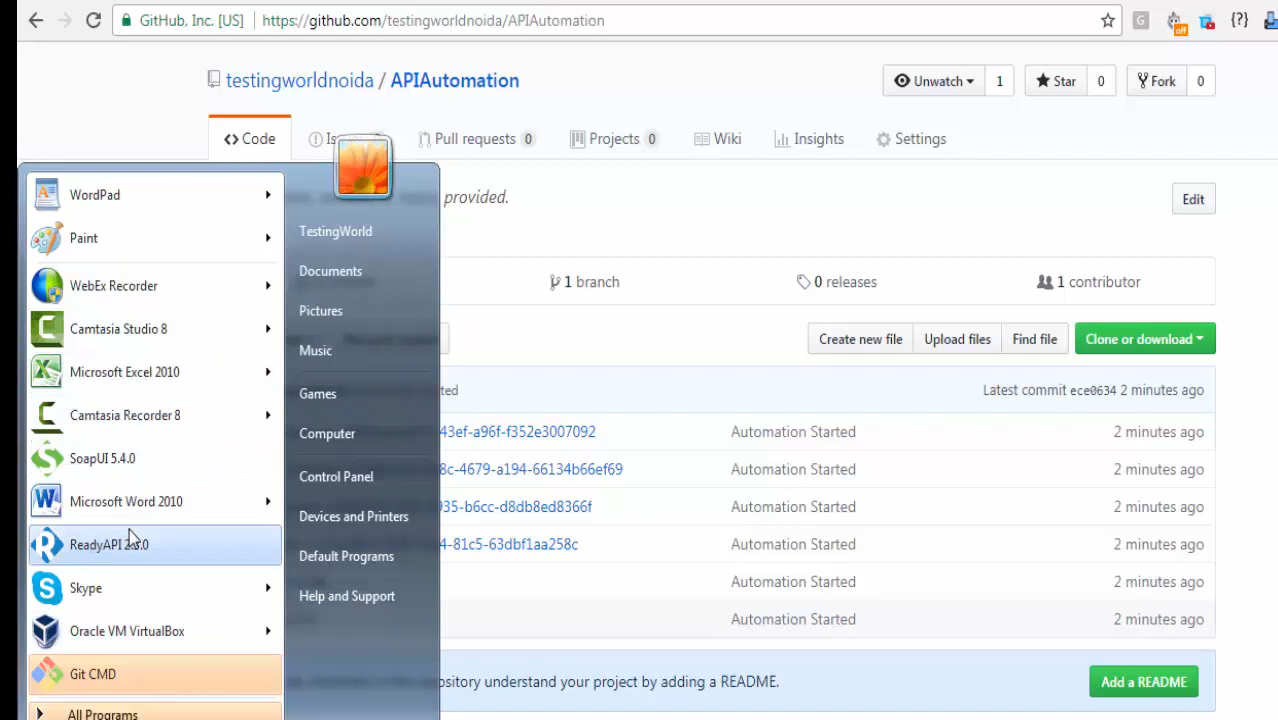 GitHub, Inc. [US] https://github.com/testingworldnoida/APIAutomation
testingworldnoida / APIAutomation
Unwatch 1 Star 0 Fork 0
Code Pull requests 0 Projects 0 Wiki Insights Settings
provided.
Edit
1 branch 0 releases 1 contributor
Create new file Upload files Find file Clone or download
Latest commit ece0634 2 minutes ago
43ef-a96f-f352e3007092 Automation Started 2 minutes ago
8c-4679-a194-66134b66ef69 Automation Started 2 minutes ago
935-b6cc-d8db8ed8366f Automation Started 2 minutes ago
4-81c5-63dbf1aa258c Automation Started 2 minutes ago
Automation Started 2 minutes ago
Automation Started 2 minutes ago
ository understand your project by adding a README. Add a README
WordPad
Paint
WebEx Recorder
Camtasia Studio 8
Microsoft Excel 2010
Camtasia Recorder 8
SoapUI 5.4.0
Microsoft Word 2010
ReadyAPI
Skype
Oracle VM VirtualBox
Git CMD
All Programs
TestingWorld
Documents
Pictures
Music
Games
Computer
Control Panel
Devices and Printers
Default Programs
Help and Support
off
G
{?}